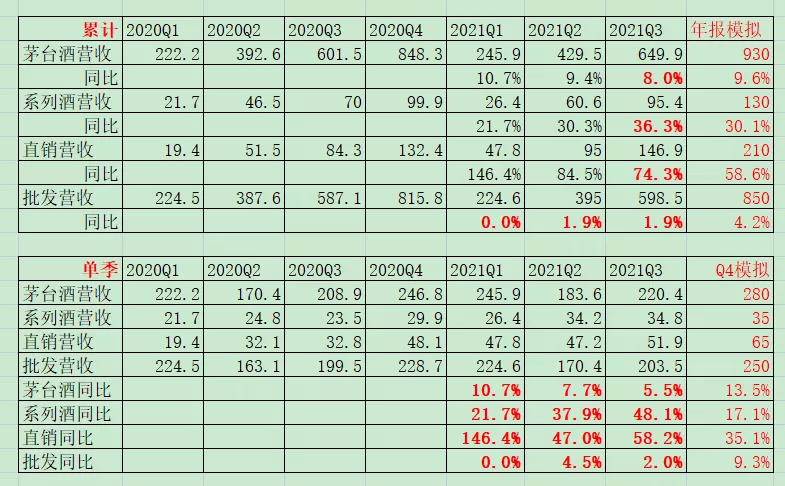 累计 2020Q1 2020Q2 2020Q3 2020Q4 2021Q1 2021Q2 2021Q3 年报模拟
茅台酒营收 222.2 392.6 601.5 848.3 245.9 429.5 649.9 930
同比 10.7% 9.4% 8.0% 9.6%
系列酒营收 21.7 46.5 70 99.9 26.4 60.6 95.4 130
同比 21.7% 30.3% 36.3% 30.1%
直销营收 19.4 51.5 84.3 132.4 47.8 95 146.9 210
同比 146.4% 84.5% 74.3% 58.6%
批发营收 224.5 387.6 587.1 815.8 224.6 395 598.5 850
同比 0.0% 1.9% 1.9% 4.2%
单季 2020Q1 2020Q2 2020Q3 2020Q4 2021Q1 2021Q2 2021Q3 Q4模拟
茅台酒营收 222.2 170.4 208.9 246.8 245.9 183.6 220.4 280
系列酒营收 21.7 24.8 23.5 29.9 26.4 34.2 34.8 35
直销营收 19.4 32.1 32.8 48.1 47.8 47.2 51.9 65
批发营收 224.5 163.1 199.5 228.7 224.6 170.4 203.5 250
茅台酒同比 10.7% 7.7% 5.5% 13.5%
系列酒同比 21.7% 37.9% 48.1% 17.1%
直销同比 146.4% 47.0% 58.2% 35.1%
批发同比 0.0% 4.5% 2.0% 9.3%